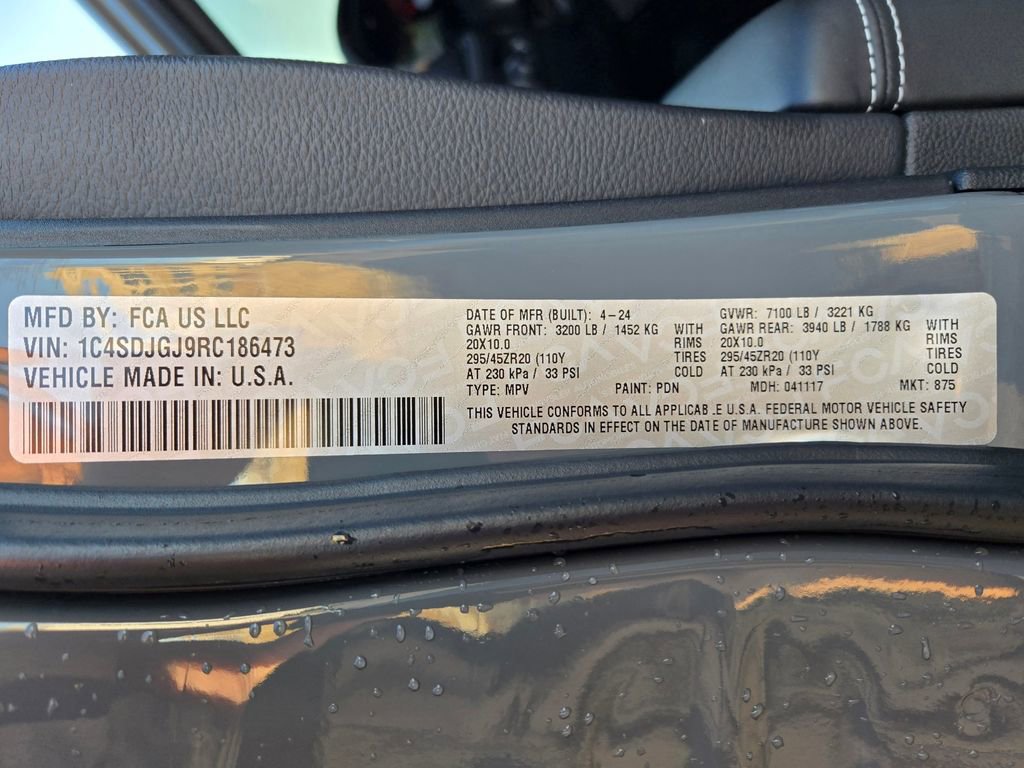 MFD BY: FCA US LLC
VIN: 1C4SDJGJ9RC186473
VEHICLE MADE IN: U.S.A.
DATE OF MFR (BUILT): 4-24
GAWR FRONT: 3200 LB / 1452 KG WITH
20X10.0 RIMS
295/45ZR20 (110Y TIRES
AT 230 kPa / 33 PSI COLD
TYPE: MPV PAINT: PDN
GVWR: 7100 LB / 3221 KG
GAWR REAR: 3940 LB / 1788 KG WITH
20X10.0 RIMS
295/45ZR20 (110Y TIRES
AT 230 kPa / 33 PSI COLD
MDH: 041117 MKT: 875
THIS VEHICLE CONFORMS TO ALL APPLICAB.E U.S.A. FEDERAL MOTOR VEHICLE SAFETY
STANDARDS IN EFFECT ON THE DATE OF MANUFACTURE SHOWN ABOVE.